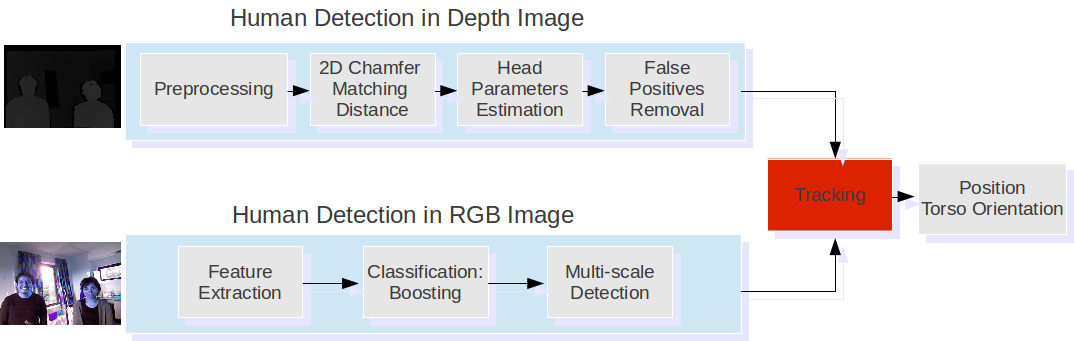 Human Detection in Depth Image
Preprocessing
2D Chamfer
Matching
Distance
Head
Parameters
Estimation
False
Positives
Removal
Tracking
Position
Torso Orientation
Human Detection in RGB Image
Feature
Extraction
Classification:
Boosting
Multi-scale
Detection